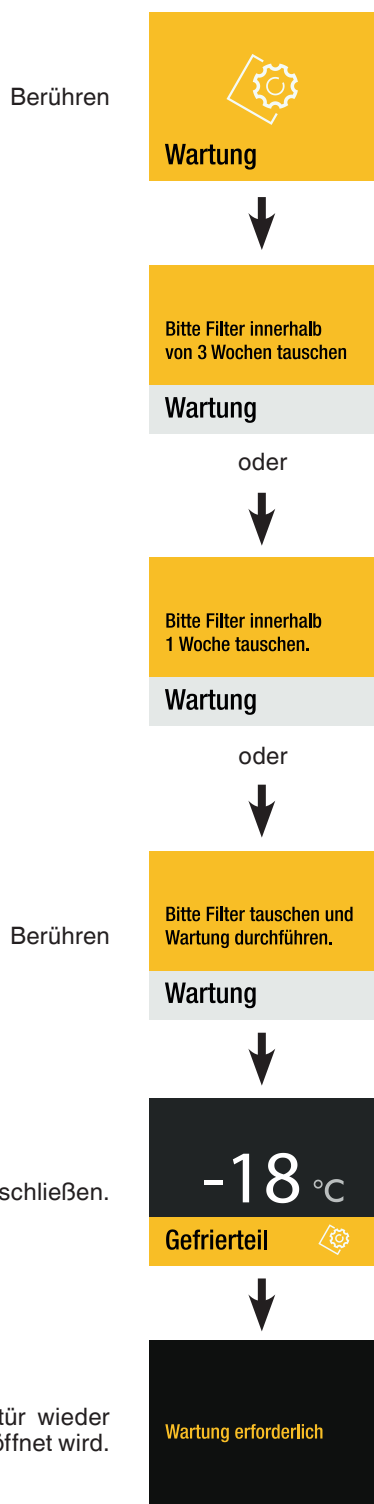 Berühren
Wartung
Bitte Filter innerhalb
von 3 Wochen tauschen
Wartung
oder
Bitte Filter innerhalb
1 Woche tauschen.
Wartung
oder
Berühren
Bitte Filter tauschen und
Wartung durchführen.
Wartung
schließen.
-18 °C
Gefrierteil
tür wieder
öffnet wird.
Wartung erforderlich